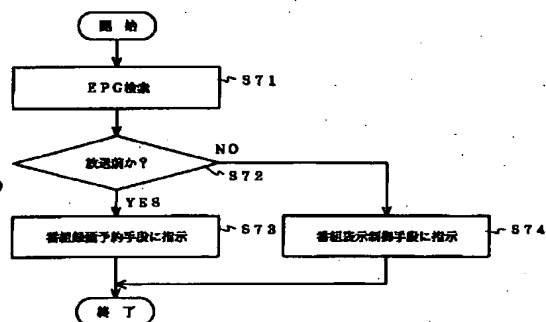 開 始
EPG検索
S71
放送前か?
NO
S72
YES
番組録画予約手段に指示
S73
番組表示制御手段に指示
S74
終 了